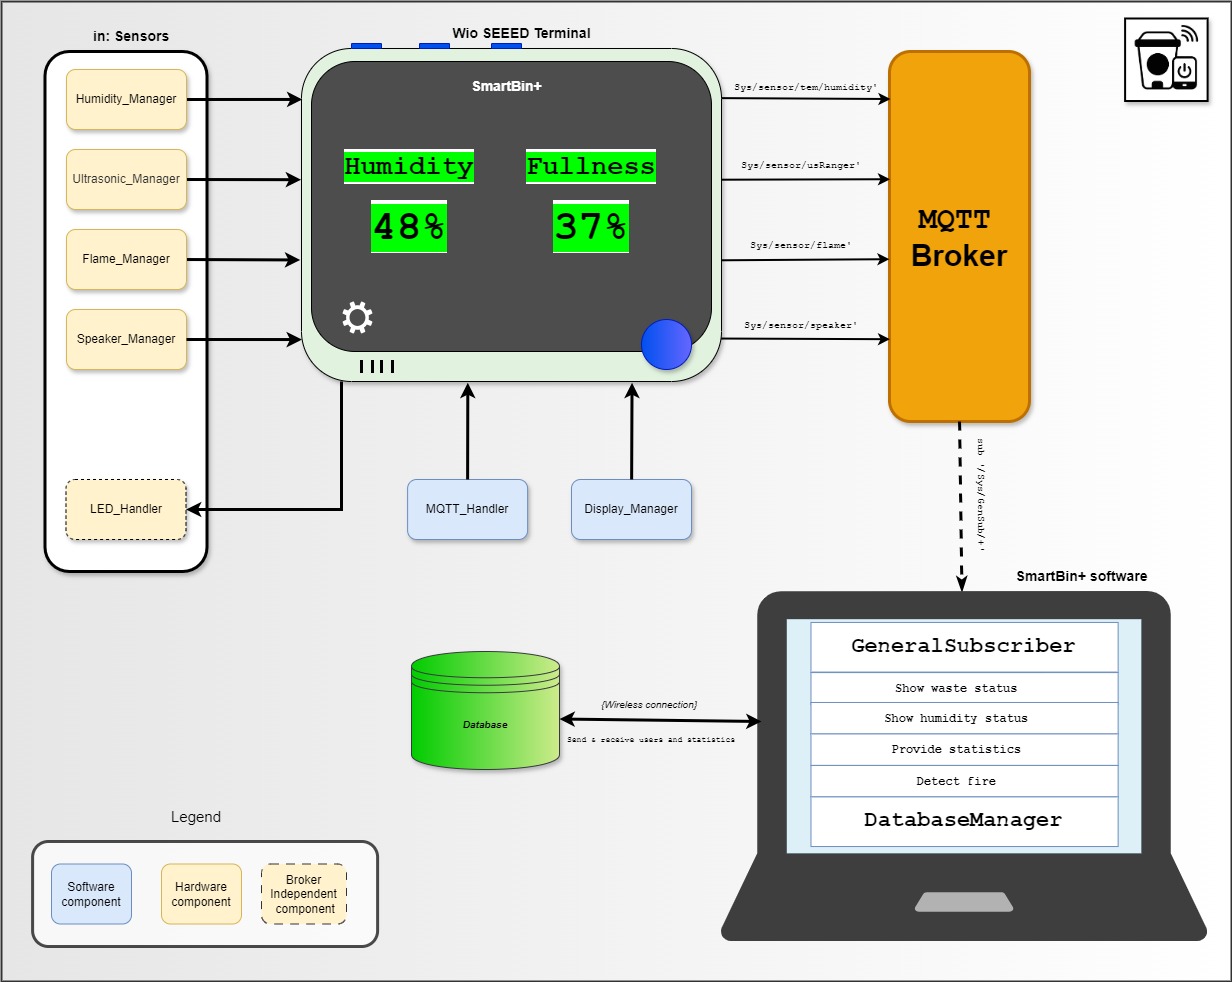 in: Sensors
Humidity_Manager
Ultrasonic_Manager
Flame_Manager
Speaker_Manager
LED_Handler
Wio SEEED Terminal
SmartBin+
Humidity
Fullness
48%
37%
Sys/sensor/tem/humidity'
Sys/sensor/usRanger'
Sys/sensor/flame'
Sys/sensor/speaker'
MQTT
Broker
MQTT_Handler
Display_Manager
sub '/Sys/GenSub/+'
SmartBin+ software
GeneralSubscriber
Show waste status
Show humidity status
Provide statistics
Detect fire
DatabaseManager
Database
{Wireless connection}
Send & receive users and statistics
Legend
Software
component
Hardware
component
Broker
Independent
component